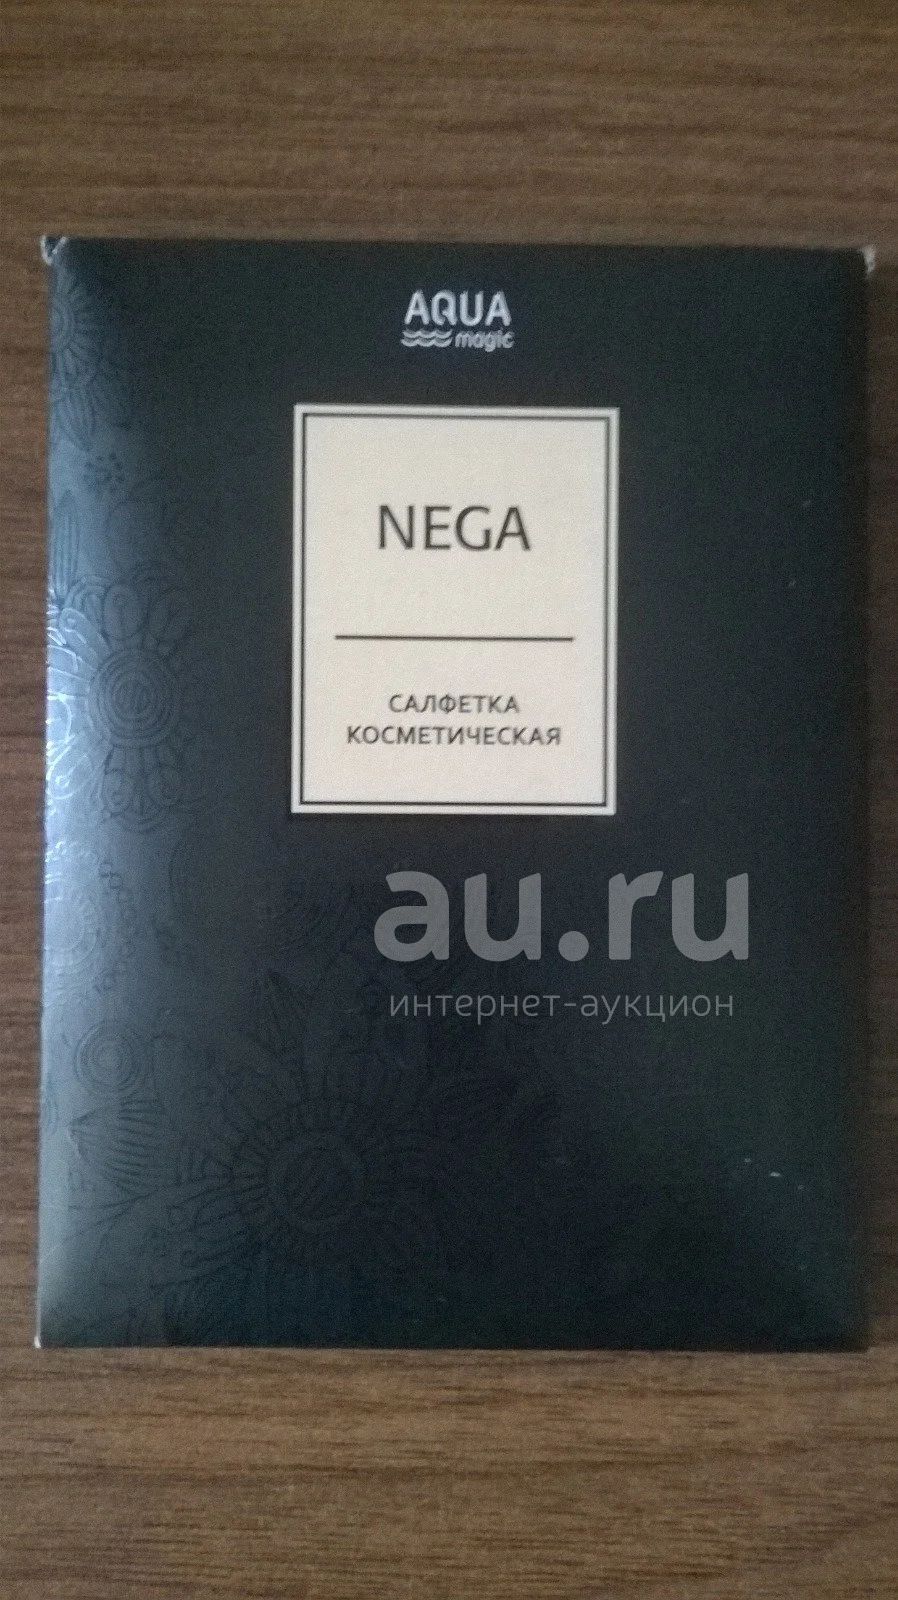 AQUA
magic
NEGA
САЛФЕТКА
КОСМЕТИЧЕСКАЯ
au.ru
интернет-аукцион